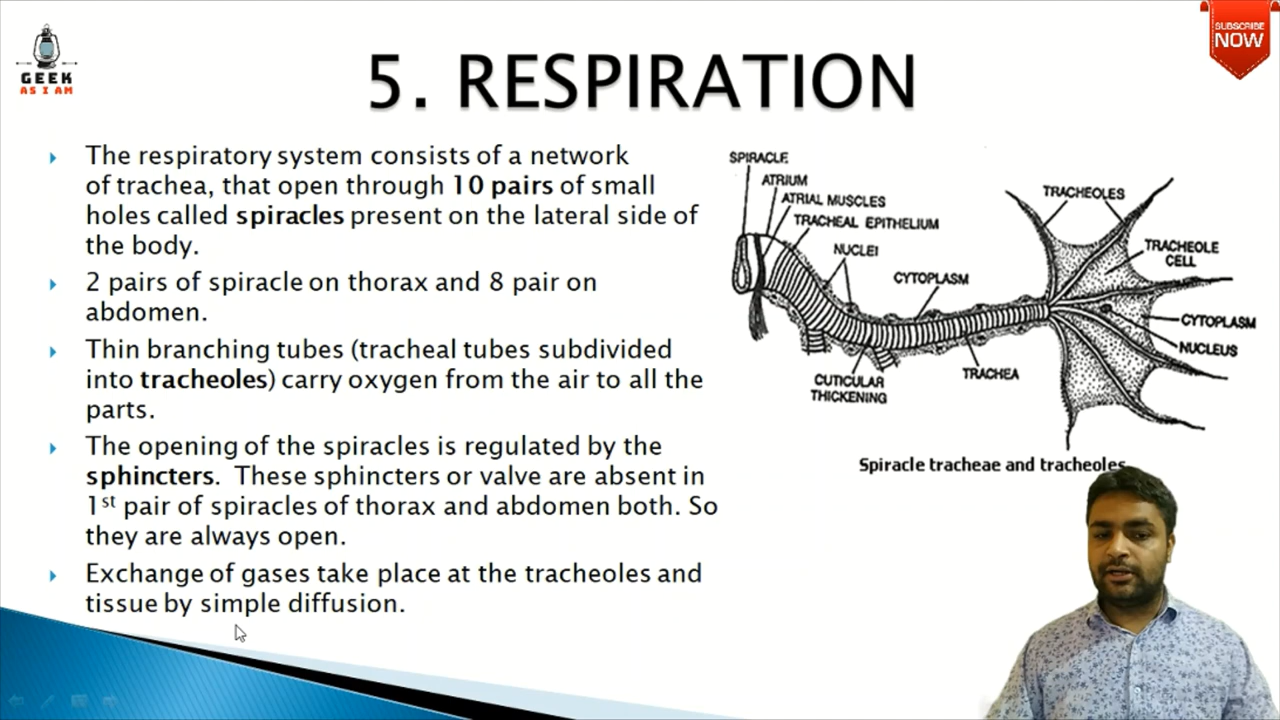 GEEK
AS I AM
SUBSCRIBE
NOW
5. RESPIRATION
The respiratory system consists of a network
of trachea, that open through 10 pairs of small
holes called spiracles present on the lateral side of
the body.
2 pairs of spiracle on thorax and 8 pair on
abdomen.
Thin branching tubes (tracheal tubes subdivided
into tracheoles) carry oxygen from the air to all the
parts.
The opening of the spiracles is regulated by the
sphincters. These sphincters or valve are absent in
1st pair of spiracles of thorax and abdomen both. So
they are always open.
Exchange of gases take place at the tracheoles and
tissue by simple diffusion.
SPIRACLE
ATRIUM
ATRIAL MUSCLES
TRACHEAL EPITHELIUM
NUCLEI
CYTOPLASM
TRACHEOLES
TRACHEOLE
CELL
CYTOPLASM
NUCLEUS
TRACHEA
CUTICULAR
THICKENING
Spiracle tracheae and tracheoles